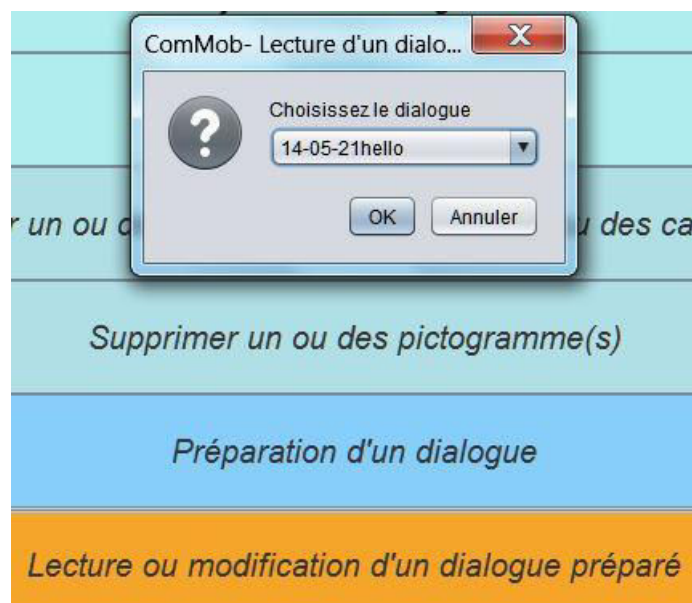 ComMob- Lecture d'un dialo...
Choisissez le dialogue
14-05-21hello
OK Annuler
r un ou d u des ca
Supprimer un ou des pictogramme(s)
Préparation d'un dialogue
Lecture ou modification d'un dialogue préparé